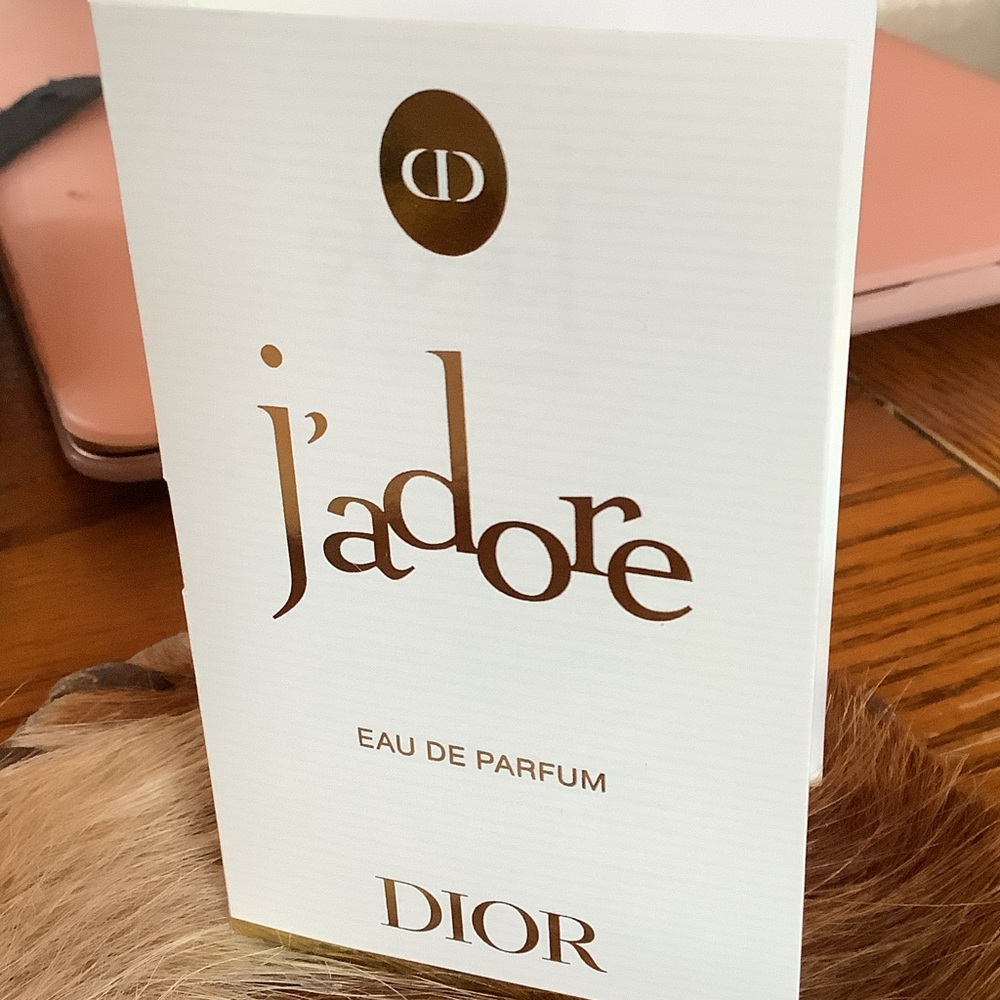 CD
j'adore
EAU DE PARFUM
DIOR